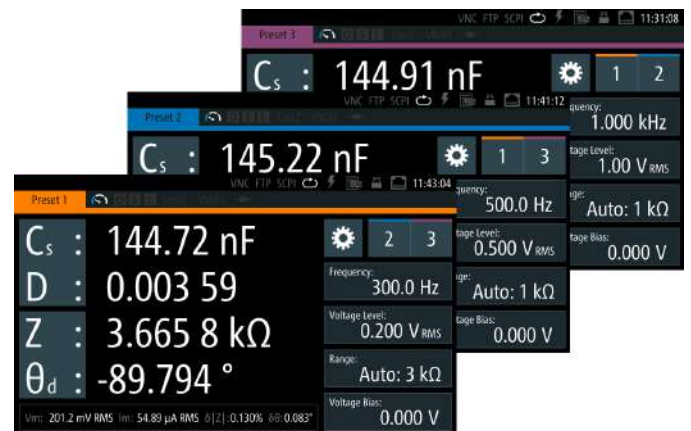 VNC FTP SCPI 11:31:08
Preset 3
Cs : 144.91 nF 1 2
1.000 kHz
1.00 V RMS
Auto: 1 kΩ
0.000 V
VNC FTP SCPI 11:41:12
Preset 2
Cs : 145.22 nF 1 3
500.0 Hz
0.500 V RMS
Auto: 1 kΩ
0.000 V
VNC FTP SCPI 11:43:04
Preset 1
Cs : 144.72 nF 2 3
D : 0.003 59
Z : 3.665 8 kΩ
θd : -89.794 °
Frequency:
300.0 Hz
Voltage Level:
0.200 V RMS
Range:
Auto: 3 kΩ
Voltage Bias:
0.000 V
Vm: 201.2 mV RMS Im: 54.89 µA RMS δ|Z|:0.130% δθ:0.083°